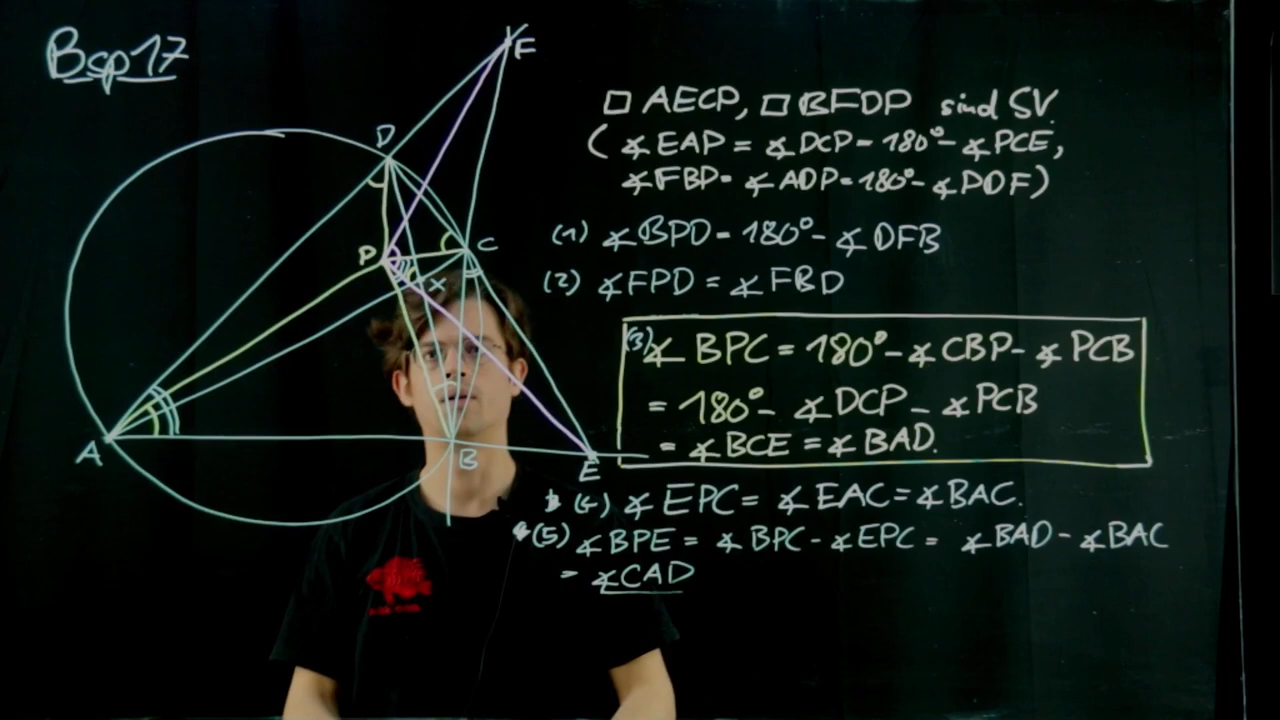 Bsp17
F
D
P
C
X
A
B
E
□ AECP, □ BFDP sind SV.
(∡EAP = ∡DCP = 180° - ∡PCE,
∡FBP = ∡ADP = 180° - ∡PDF)
(1) ∡BPD = 180° - ∡DFB
(2) ∡FPD = ∡FBD
(3) ∡BPC = 180° - ∡CBP - ∡PCB
= 180° - ∡DCP - ∡PCB
= ∡BCE = ∡BAD.
(4) ∡EPC = ∡EAC = ∡BAC.
(5) ∡BPE = ∡BPC - ∡EPC = ∡BAD - ∡BAC
= ∡CAD